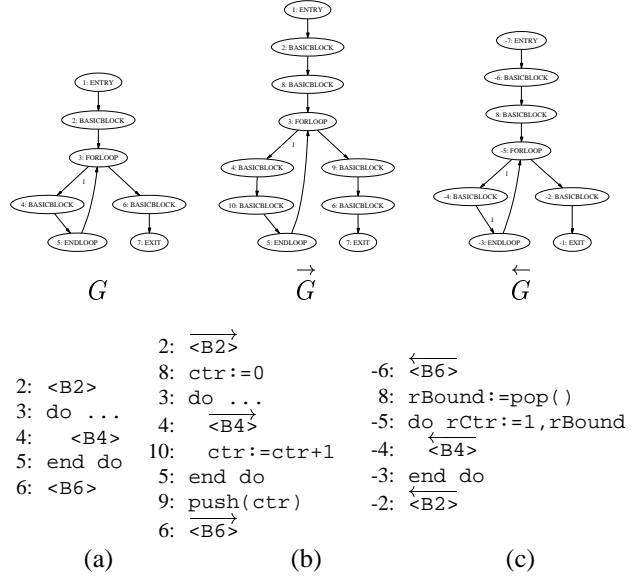 1: ENTRY
2: BASICBLOCK
3: FORLOOP
1
4: BASICBLOCK
6: BASICBLOCK
5: ENDLOOP
7: EXIT
G
1: ENTRY
2: BASICBLOCK
8: BASICBLOCK
3: FORLOOP
1
4: BASICBLOCK
9: BASICBLOCK
10: BASICBLOCK
6: BASICBLOCK
5: ENDLOOP
7: EXIT
G
-7: ENTRY
-6: BASICBLOCK
8: BASICBLOCK
-5: FORLOOP
1
-4: BASICBLOCK
-2: BASICBLOCK
1
-3: ENDLOOP
-1: EXIT
G
2: <B2>
3: do ...
4: <B4>
5: end do
6: <B6>
(a)
2: <B2>
8: ctr:=0
3: do ...
4: <B4>
10: ctr:=ctr+1
5: end do
9: push(ctr)
6: <B6>
(b)
-6: <B6>
8: rBound:=pop()
-5: do rCtr:=1,rBound
-4: <B4>
-3: end do
-2: <B2>
(c)